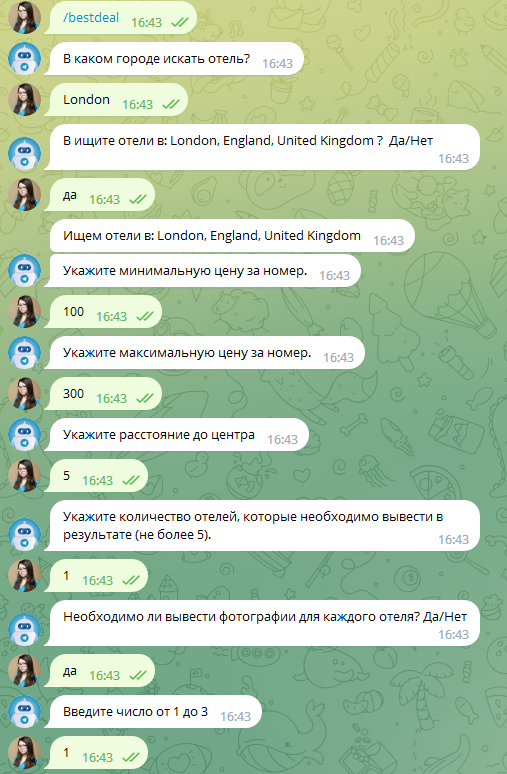 /bestdeal 16:43
В каком городе искать отель? 16:43
London 16:43
В ищите отели в: London, England, United Kingdom ? Да/Нет
16:43
да 16:43
Ищем отели в: London, England, United Kingdom 16:43
Укажите минимальную цену за номер. 16:43
100 16:43
Укажите максимальную цену за номер. 16:43
300 16:43
Укажите расстояние до центра 16:43
5 16:43
Укажите количество отелей, которые необходимо вывести в
результате (не более 5). 16:43
1 16:43
Необходимо ли вывести фотографии для каждого отеля? Да/Нет
16:43
да 16:43
Введите число от 1 до 3 16:43
1 16:43